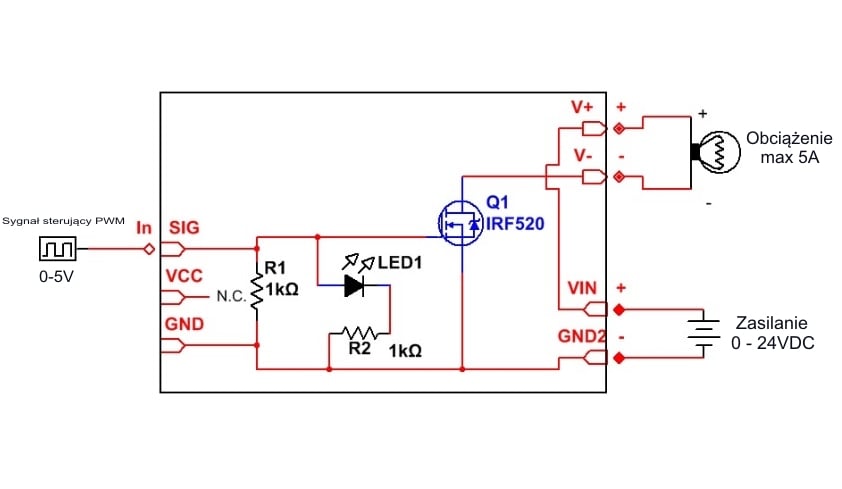 V+ +
+
Obciążenie
max 5A
V- -
-
Q1
IRF520
Sygnał sterujący PWM
In SIG
0-5V
VCC
N.C.
GND
R1
1kΩ
LED1
R2 1kΩ
VIN +
GND2 -
Zasilanie
0 - 24VDC